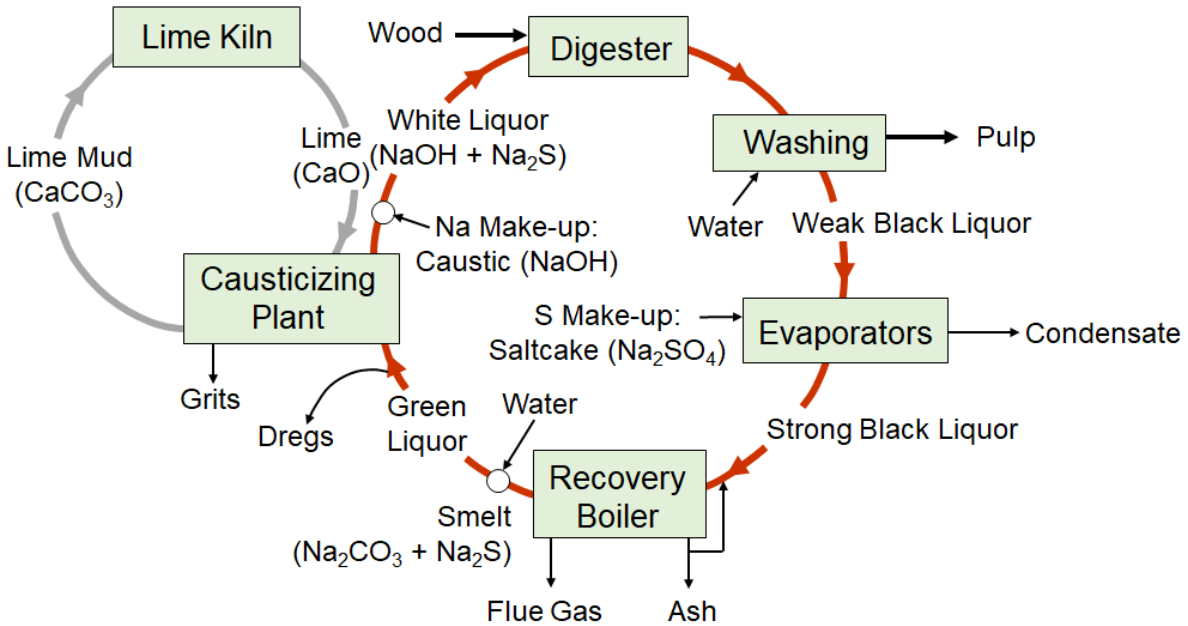 Lime Kiln
Wood
Digester
Lime Mud
(CaCO₃)
Lime
(CaO)
White Liquor
(NaOH + Na₂S)
Washing
Pulp
Water
Weak Black Liquor
Na Make-up:
Caustic (NaOH)
Causticizing
Plant
S Make-up:
Saltcake (Na₂SO₄)
Evaporators
Condensate
Grits
Dregs
Green
Liquor
Water
Strong Black Liquor
Recovery
Boiler
Smelt
(Na₂CO₃ + Na₂S)
Flue Gas
Ash